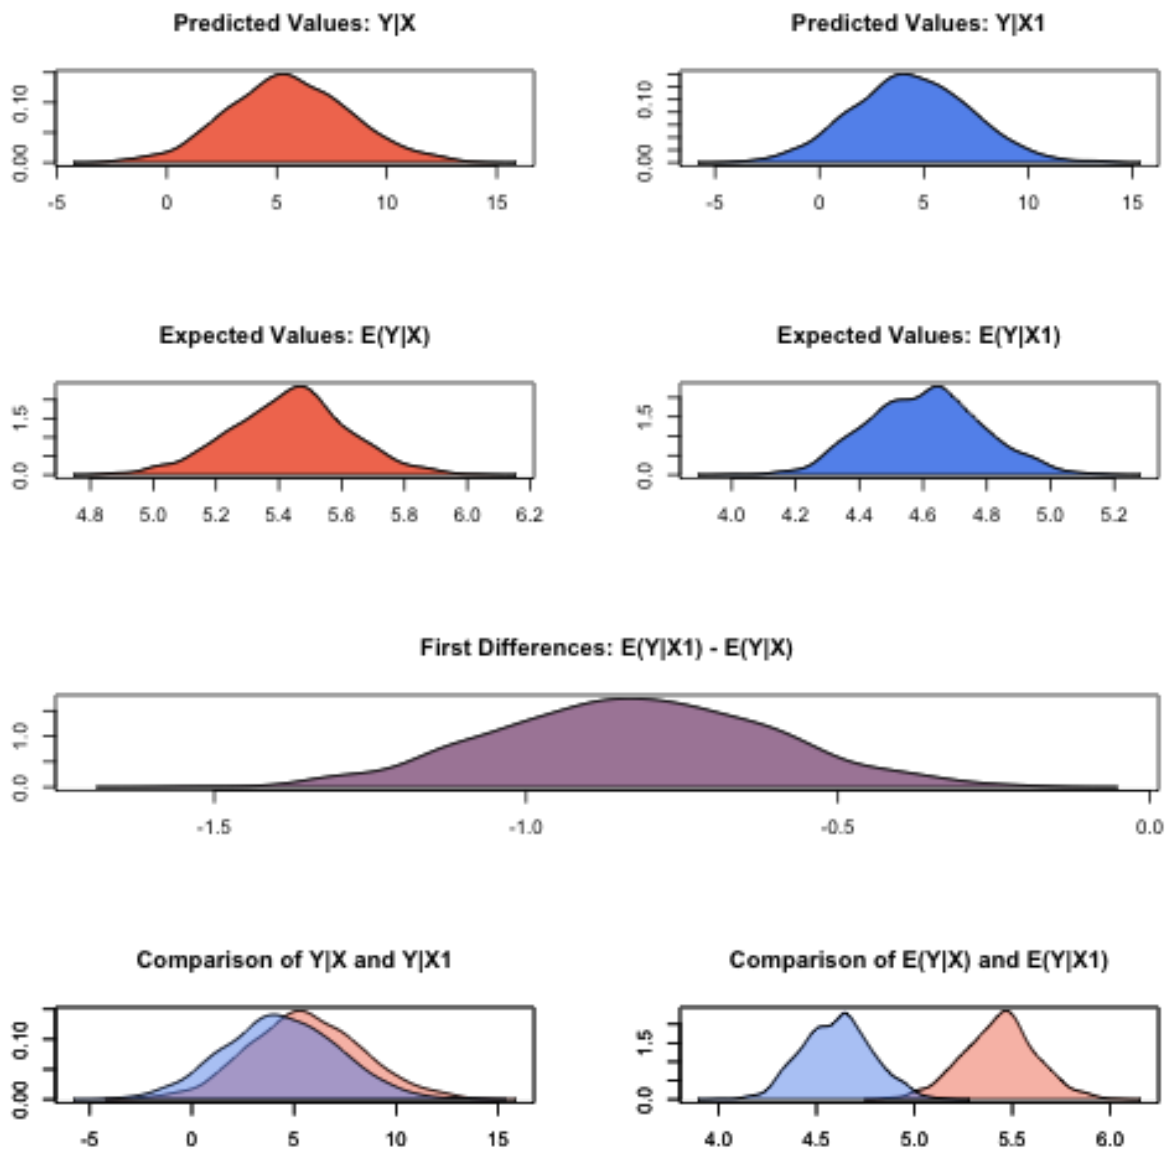 Predicted Values: Y|X
Predicted Values: Y|X1
0.00 0.10
-5 0 5 10 15
0.00 0.10
-5 0 5 10 15
Expected Values: E(Y|X)
Expected Values: E(Y|X1)
0.0 1.5
4.8 5.0 5.2 5.4 5.6 5.8 6.0 6.2
0.0 1.5
4.0 4.2 4.4 4.6 4.8 5.0 5.2
First Differences: E(Y|X1) - E(Y|X)
0.0 1.0
-1.5 -1.0 -0.5 0.0
Comparison of Y|X and Y|X1
Comparison of E(Y|X) and E(Y|X1)
0.00 0.10
-5 0 5 10 15
0.0 1.5
4.0 4.5 5.0 5.5 6.0